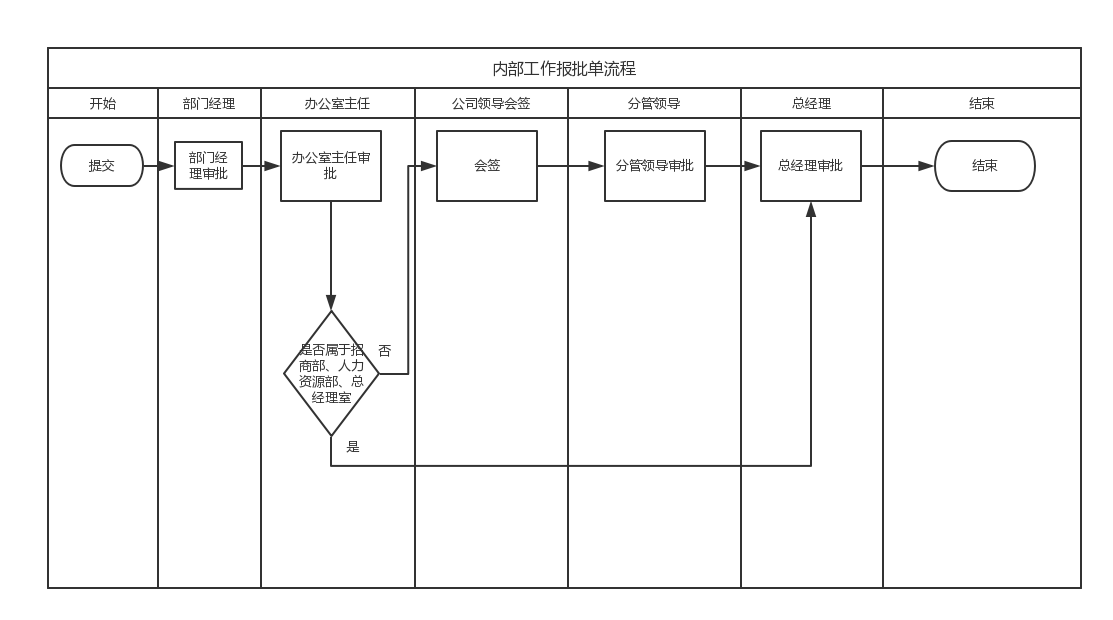 内部工作报批单流程
开始
部门经理
办公室主任
公司领导会签
分管领导
总经理
结束
提交
部门经
理审批
办公室主任审
批
会签
分管领导审批
总经理审批
结束
是否属于招
商部、人力
资源部、总
经理室
否
是